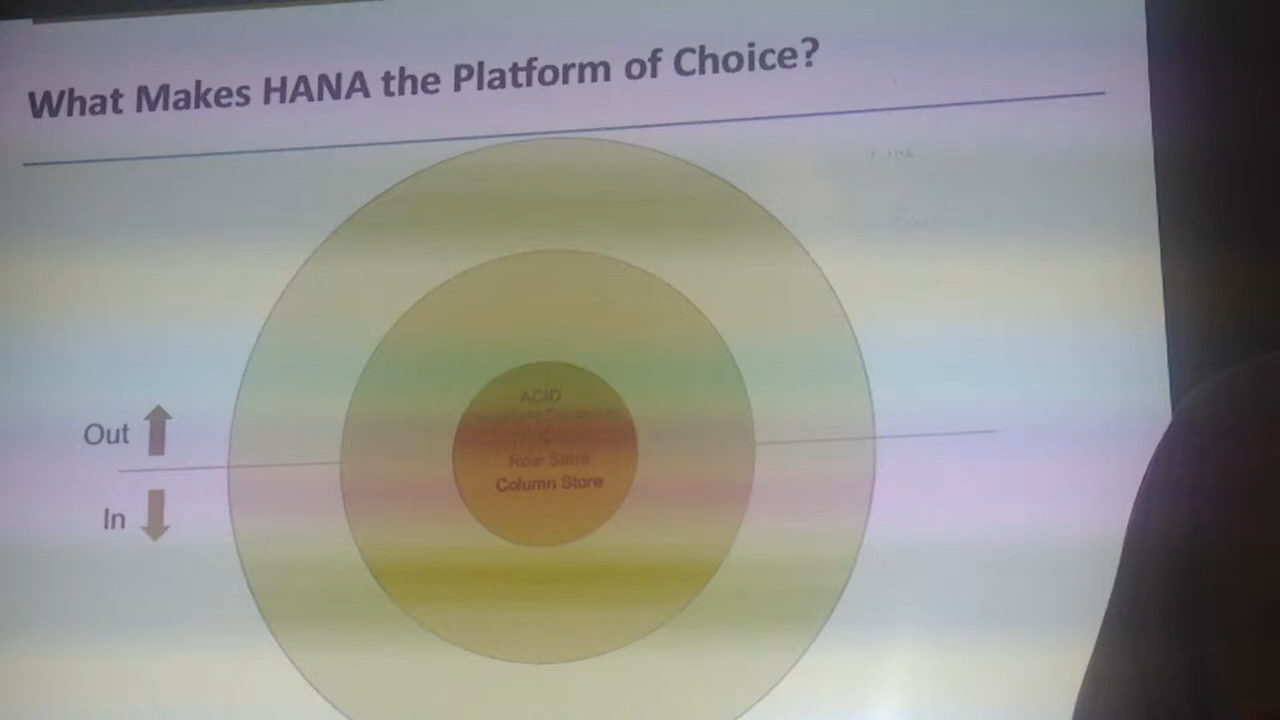 What Makes HANA the Platform of Choice?
ACID
Out
Row Store,
Column Store
In